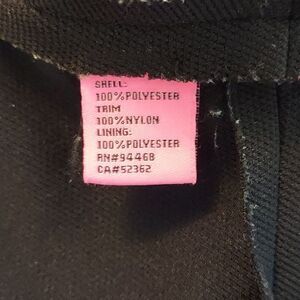 SHELL:
100%POLYESTER
TRIM
100%NYLON
LINING:
100%POLYESTER
RN#94468
CA#52362